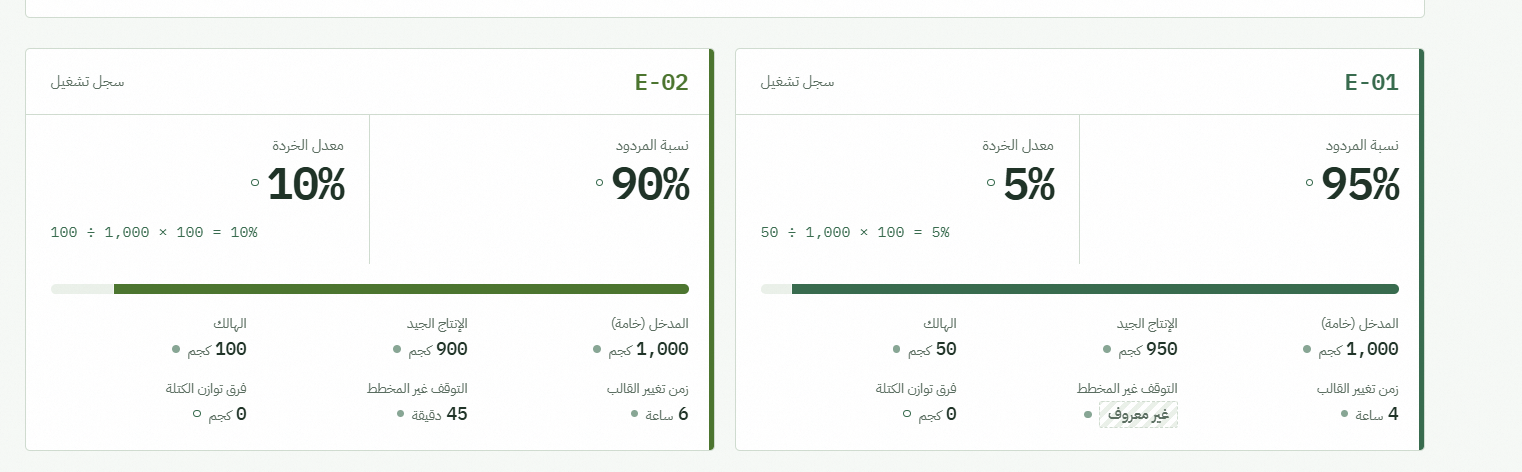 E-01
سجل تشغيل
نسبة المردود
95%
معدل الخردة
5%
50 ÷ 1,000 × 100 = 5%
المدخل (خامة)
1,000 كجم
الإنتاج الجيد
950 كجم
الهالك
50 كجم
زمن تغيير القالب
4 ساعة
التوقف غير المخطط
غير معروف
فرق توازن الكتلة
0 كجم
E-02
سجل تشغيل
نسبة المردود
90%
معدل الخردة
10%
100 ÷ 1,000 × 100 = 10%
المدخل (خامة)
1,000 كجم
الإنتاج الجيد
900 كجم
الهالك
100 كجم
زمن تغيير القالب
6 ساعة
التوقف غير المخطط
45 دقيقة
فرق توازن الكتلة
0 كجم